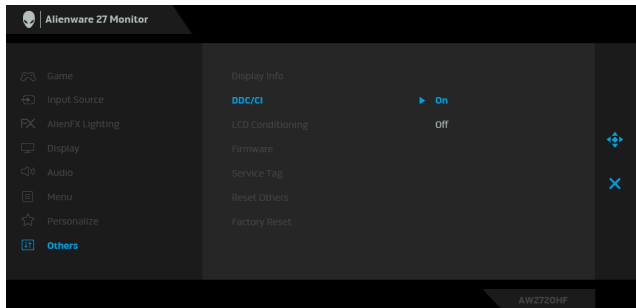 Alienware 27 Monitor
Game
Input Source
AlienFX Lighting
Display
Audio
Menu
Personalize
Others
Display Info
DDC/CI On
LCD Conditioning Off
Firmware
Service Tag
Reset Others
Factory Reset
AW2720HF